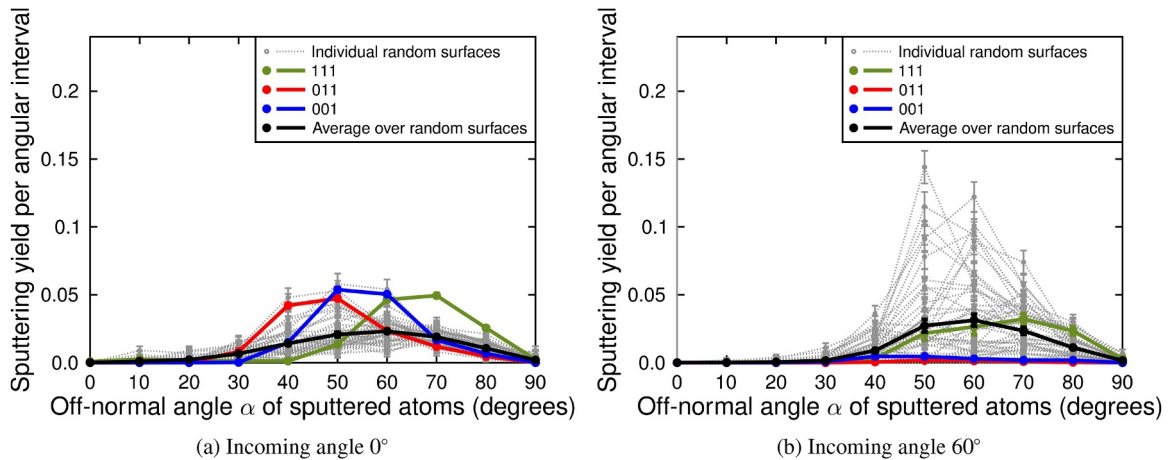 Sputtering yield per angular interval
0.2
0.15
0.1
0.05
0.0
Individual random surfaces
111
011
001
Average over random surfaces
0 10 20 30 40 50 60 70 80 90
Off-normal angle α of sputtered atoms (degrees)
(a) Incoming angle 0°
Sputtering yield per angular interval
0.2
0.15
0.1
0.05
0.0
Individual random surfaces
111
011
001
Average over random surfaces
0 10 20 30 40 50 60 70 80 90
Off-normal angle α of sputtered atoms (degrees)
(b) Incoming angle 60°